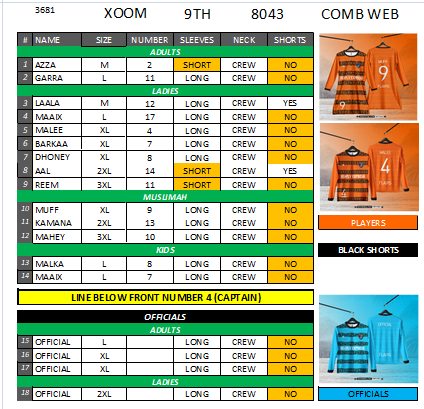 3681 XOOM 9TH 8043 COMB WEB
# NAME SIZE NUMBER SLEEVES NECK SHORTS
ADULTS
1 AZZA M 2 SHORT CREW NO
2 GARRA L 11 LONG CREW NO
LADIES
3 LAALA M 12 LONG CREW YES
4 MAAIX L 17 LONG CREW NO
5 MALEE XL 4 LONG CREW NO
6 BARKAA XL 7 LONG CREW NO
7 DHONEY XL 8 LONG CREW NO
8 AAL 2XL 14 SHORT CREW YES
9 REEM 3XL 11 SHORT CREW NO
MUSLIMAH
10 MUFF XL 9 LONG CREW NO
11 KAMANA 2XL 13 LONG CREW NO
12 MAHEY 3XL 10 LONG CREW NO
KIDS
13 MALKA L 8 LONG CREW NO
14 MAAIX L 7 LONG CREW NO
LINE BELOW FRONT NUMBER 4 (CAPTAIN)
OFFICIALS
ADULTS
15 OFFICIAL L LONG CREW NO
16 OFFICIAL XL LONG CREW NO
17 OFFICIAL XL LONG CREW NO
LADIES
18 OFFICIAL 2XL LONG CREW NO
9
9
4
4
PLAYERS
BLACK SHORTS
OFFICIALS